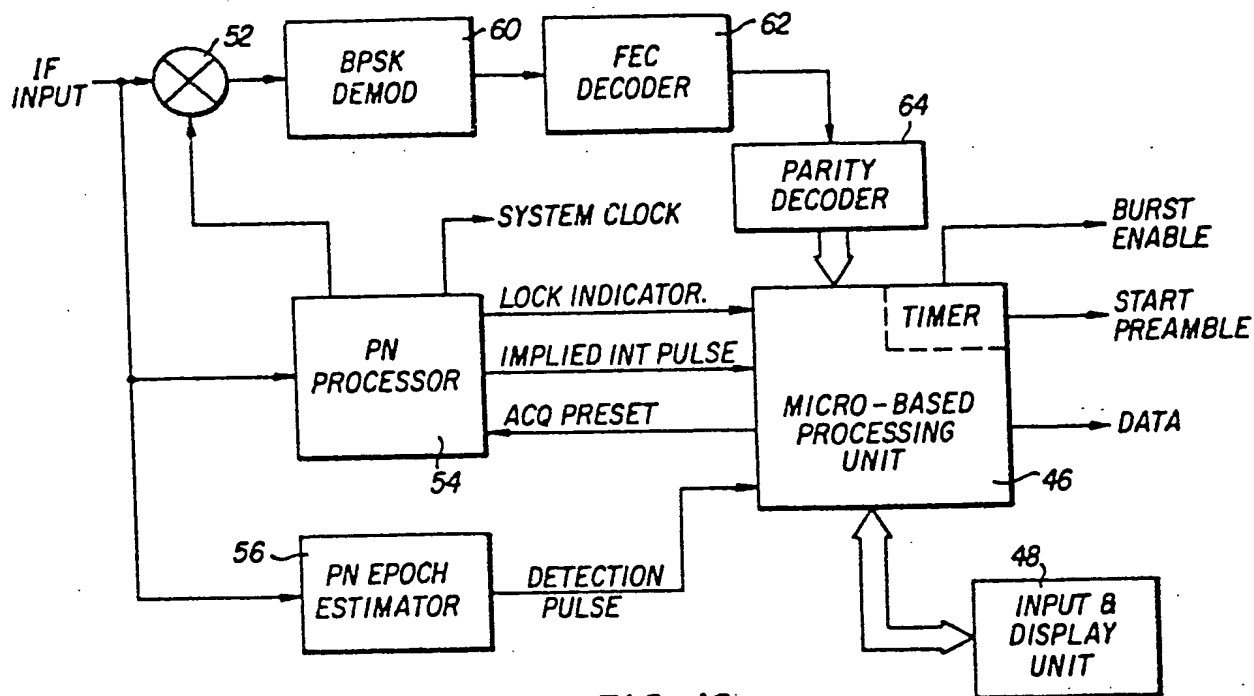 52
60
62
IF
INPUT
BPSK
DEMOD
FEC
DECODER
64
PARITY
DECODER
SYSTEM CLOCK
BURST
ENABLE
LOCK INDICATOR.
TIMER
START
PREAMBLE
PN
PROCESSOR
IMPLIED INT PULSE
MICRO-BASED
PROCESSING
UNIT
ACQ PRESET
DATA
54
46
56
PN EPOCH
ESTIMATOR
DETECTION
PULSE
48
INPUT &
DISPLAY
UNIT